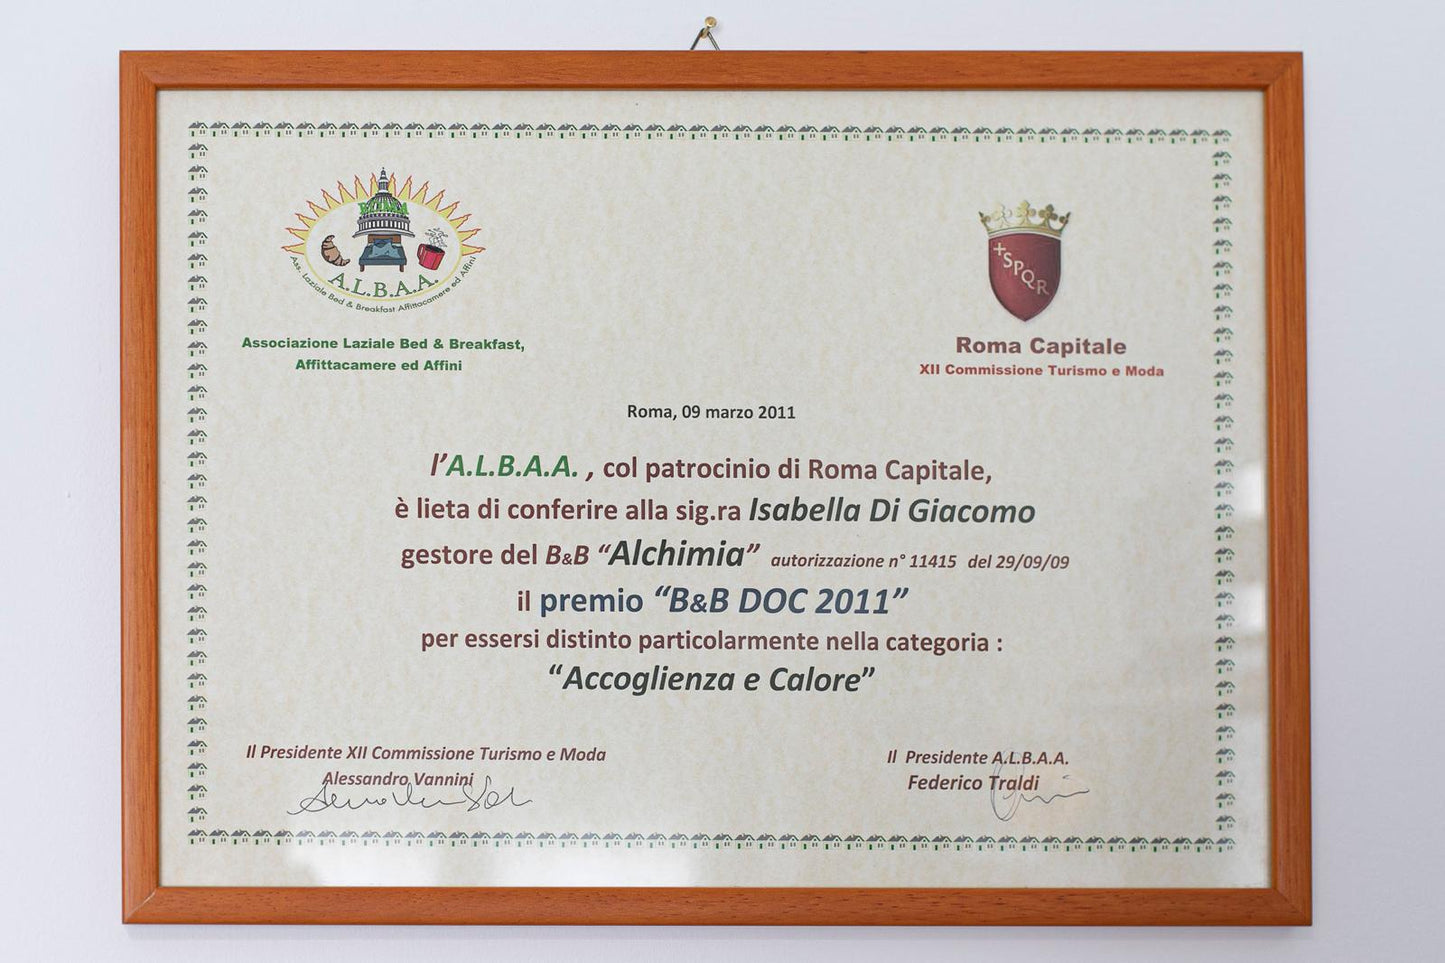 A.L.B.A.A.
Ass. Laziale Bed & Breakfast Affittacamere ed Affini
Associazione Laziale Bed & Breakfast,
Affittacamere ed Affini
SPQR
Roma Capitale
XII Commissione Turismo e Moda
Roma, 09 marzo 2011
l'A.L.B.A.A. , col patrocinio di Roma Capitale,
è lieta di conferire alla sig.ra Isabella Di Giacomo
gestore del B&B “Alchimia” autorizzazione n° 11415 del 29/09/09
il premio “B&B DOC 2011”
per essersi distinto particolarmente nella categoria :
“Accoglienza e Calore”
Il Presidente XII Commissione Turismo e Moda
Alessandro Vannini
Il Presidente A.L.B.A.A.
Federico Traldi